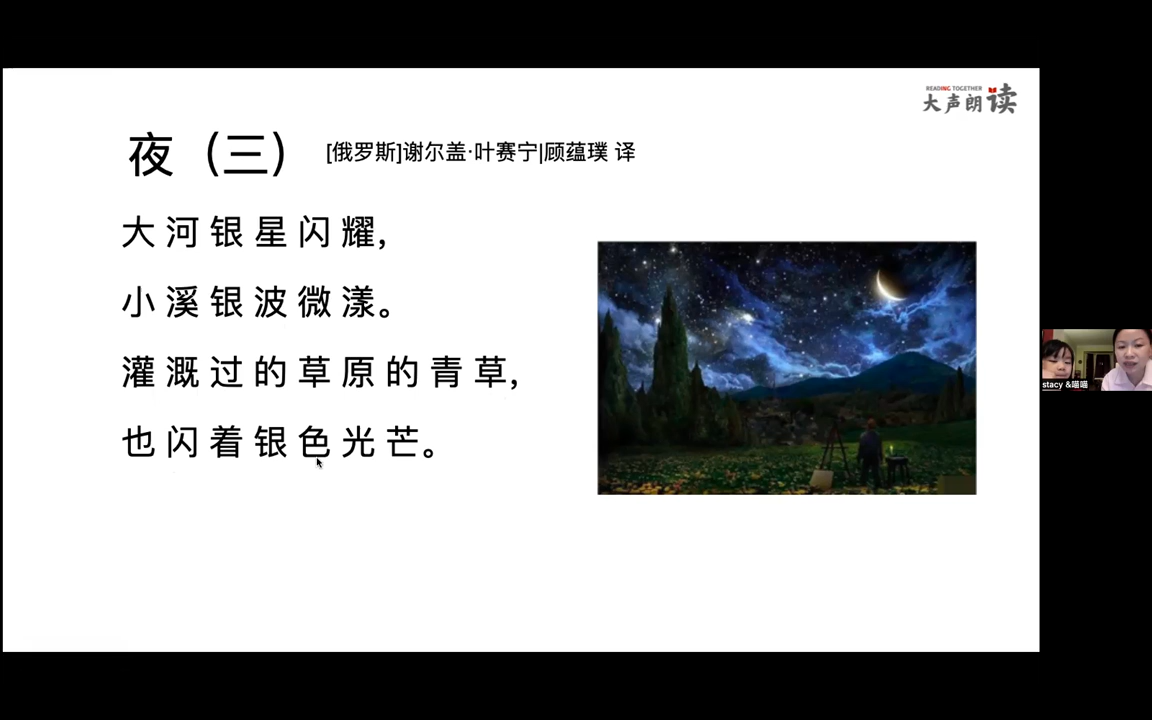 READING TOGETHER
大声朗读
夜（三） [俄罗斯]谢尔盖·叶赛宁|顾蕴璞 译
大河银星闪耀,
小溪银波微漾。
灌溉过的草原的青草,
也闪着银色光芒。
stacy &喵喵